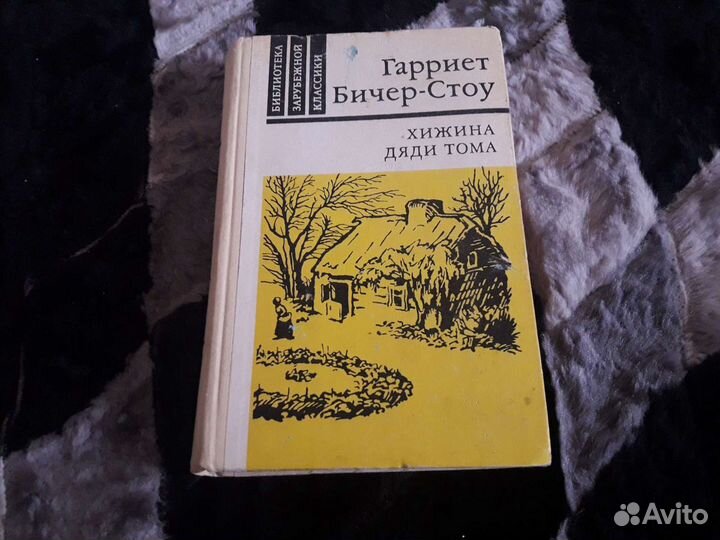 БИБЛИОТЕКА
ЗАРУБЕЖНОЙ
КЛАССИКИ
Гарриет
Бичер-Стоу
ХИЖИНА
ДЯДИ ТОМА
Avito